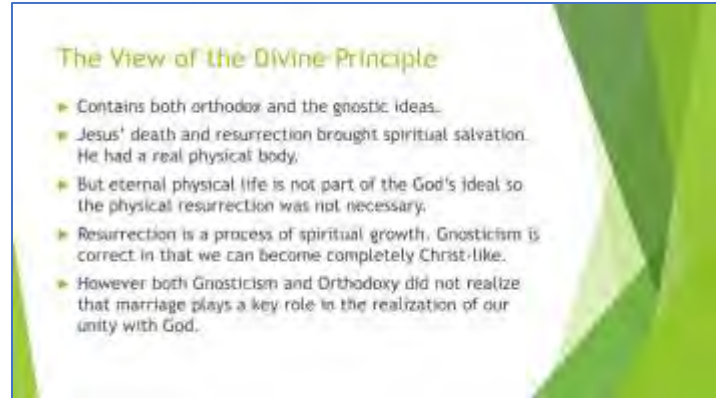 The View of the Divine Principle
► Contains both orthodox and the gnostic ideas.
► Jesus' death and resurrection brought spiritual salvation.
He had a real physical body.
► But eternal physical life is not part of the God's ideal so
the physical resurrection was not necessary.
► Resurrection is a process of spiritual growth. Gnosticism is
correct in that we can become completely Christ-like.
► However both Gnosticism and Orthodoxy did not realize
that marriage plays a key role in the realization of our
unity with God.